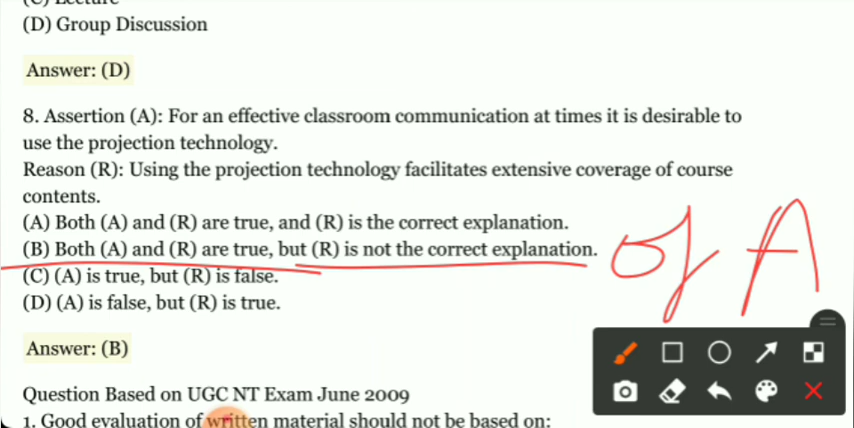 (C) Lecture
(D) Group Discussion
Answer: (D)
8. Assertion (A): For an effective classroom communication at times it is desirable to
use the projection technology.
Reason (R): Using the projection technology facilitates extensive coverage of course
contents.
(A) Both (A) and (R) are true, and (R) is the correct explanation.
(B) Both (A) and (R) are true, but (R) is not the correct explanation.
of A
(C) (A) is true, but (R) is false.
(D) (A) is false, but (R) is true.
Answer: (B)
Question Based on UGC NT Exam June 2009
1. Good evaluation of written material should not be based on: